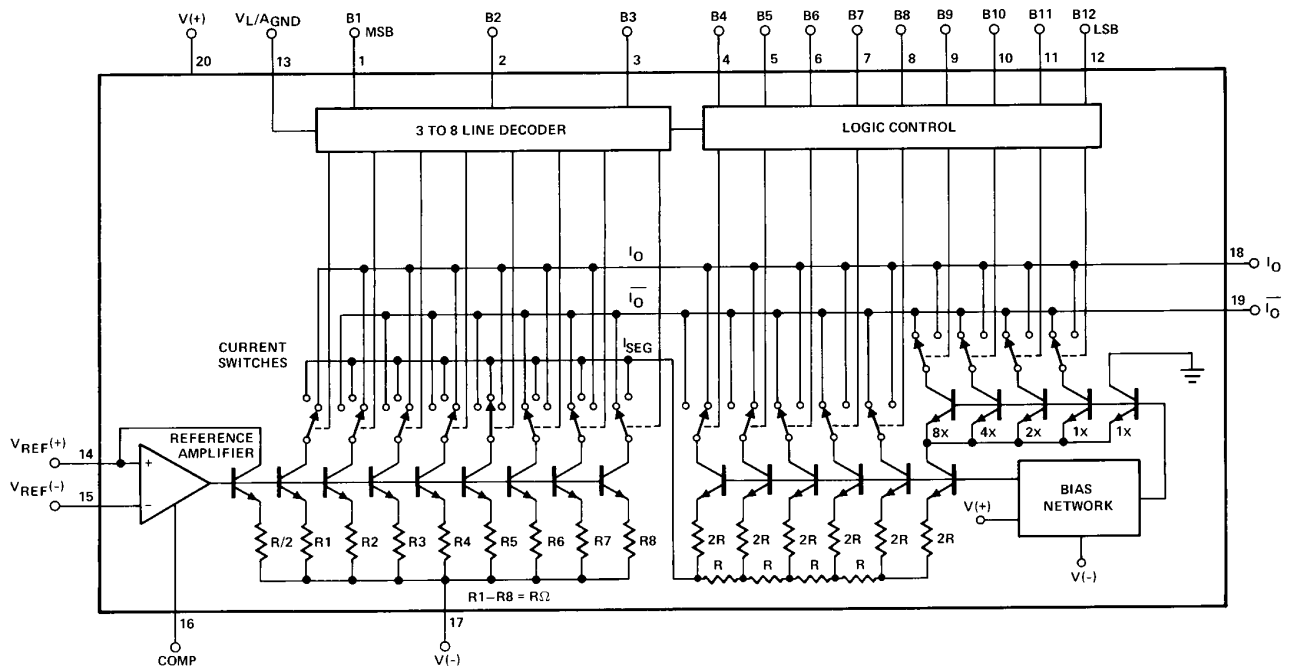 V(+)
VL/AGND
B1
MSB
B2
B3
B4
B5
B6
B7
B8
B9
B10
B11
B12
LSB
20
13
1
2
3
4
5
6
7
8
9
10
11
12
3 TO 8 LINE DECODER
LOGIC CONTROL
IO
18
IO
IO
19
IO
CURRENT
SWITCHES
ISEG
VREF(+)
14
REFERENCE
AMPLIFIER
+
8x
4x
2x
1x
1x
VREF(-)
15
−
BIAS
NETWORK
V(+)
R/2
R1
R2
R3
R4
R5
R6
R7
R8
2R
2R
2R
2R
2R
2R
R
R
R
R
V(-)
R1–R8 = RΩ
16
17
COMP
V(-)